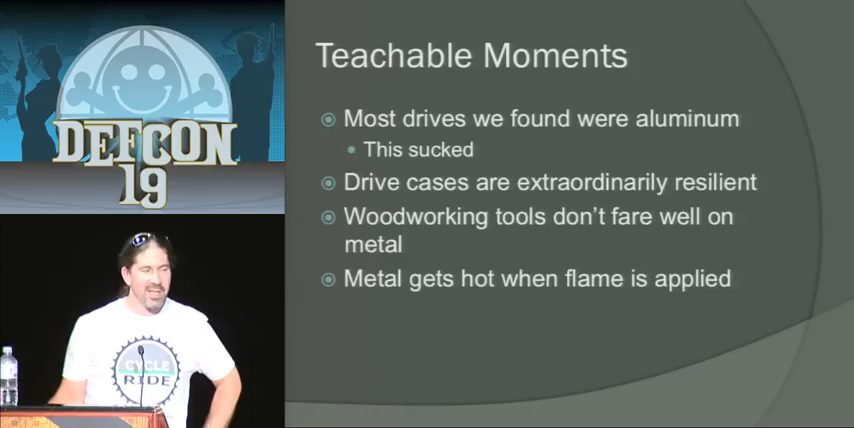 DEFCON
19
CYCLE
RIDE
Teachable Moments
Most drives we found were aluminum
This sucked
Drive cases are extraordinarily resilient
Woodworking tools don’t fare well on
metal
Metal gets hot when flame is applied